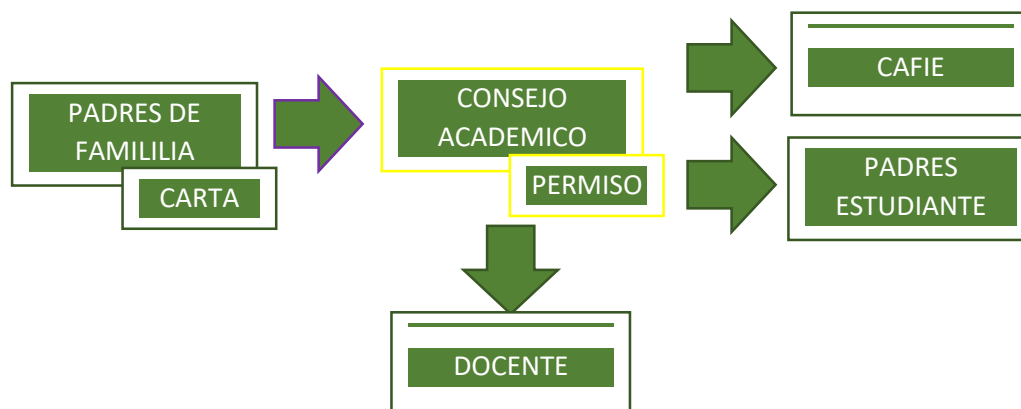 PADRES DE
FAMILILIA
CARTA
CONSEJO
ACADEMICO
PERMISO
CAFIE
PADRES
ESTUDIANTE
DOCENTE